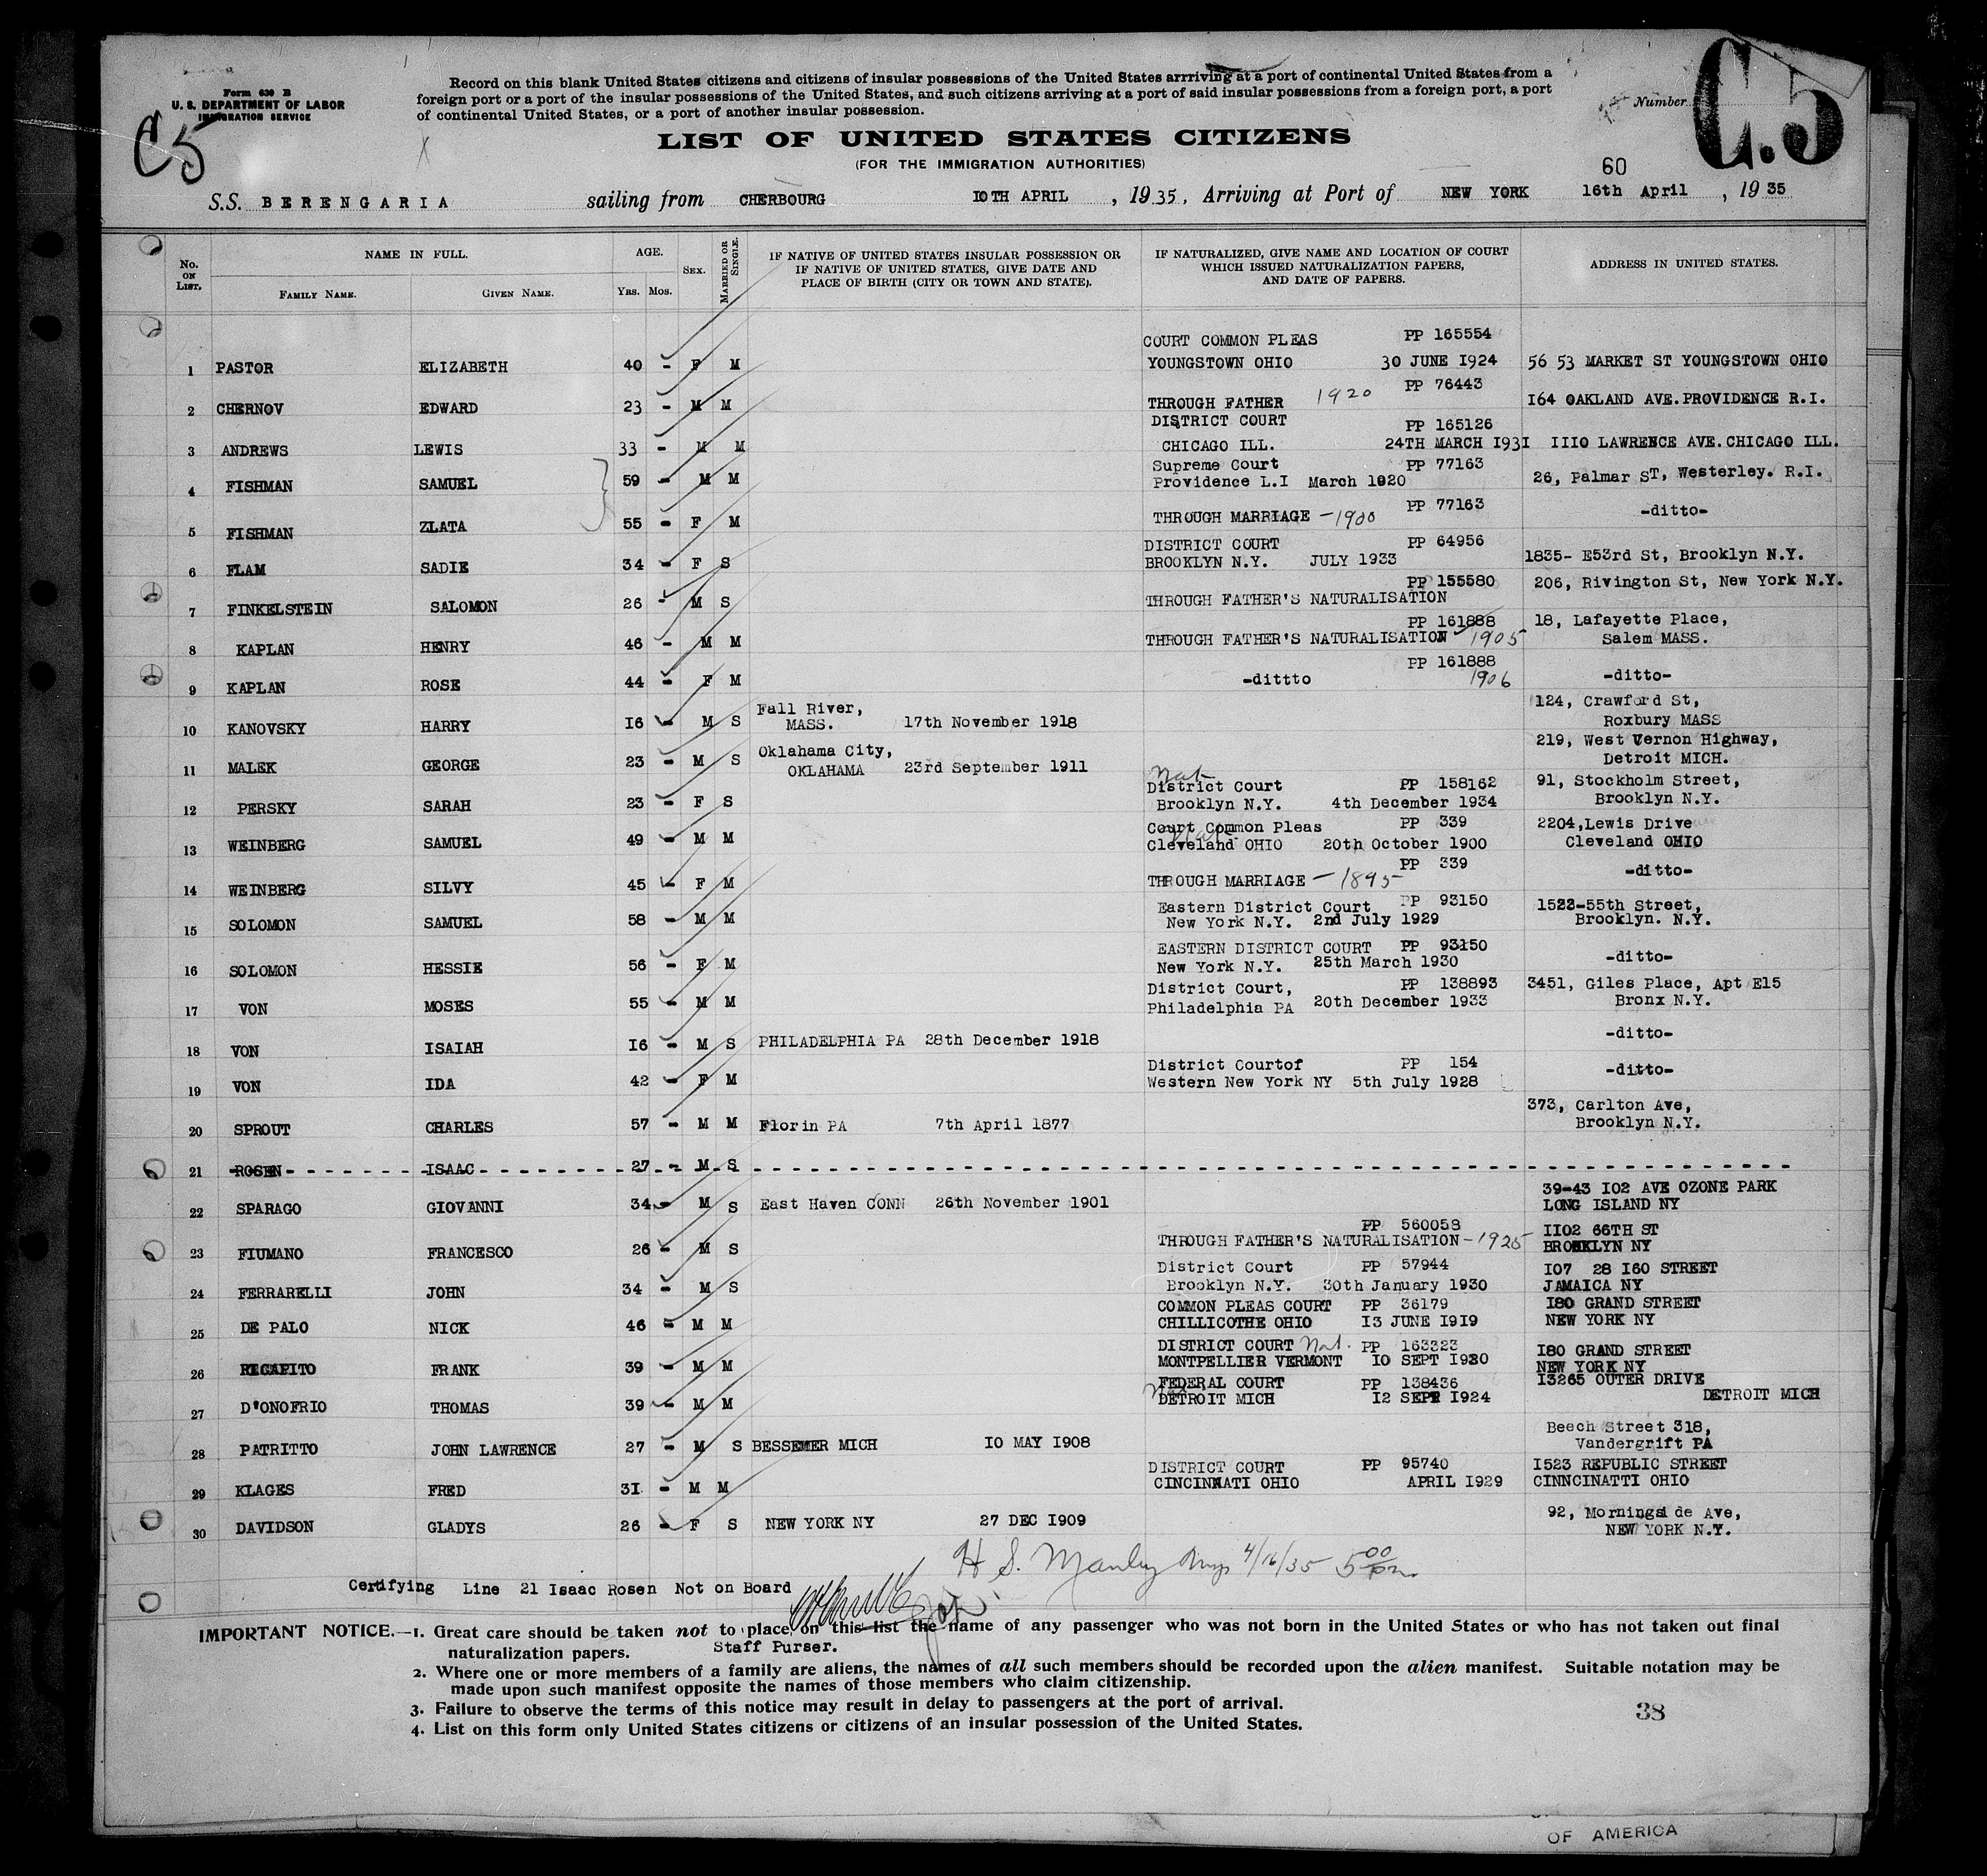 Form 630 B
U. S. DEPARTMENT OF LABOR
IMMIGRATION SERVICE
C5
Record on this blank United States citizens and citizens of insular possessions of the United States arrriving at a port of continental United States from a
foreign port or a port of the insular possessions of the United States, and such citizens arriving at a port of said insular possessions from a foreign port, a port
of continental United States, or a port of another insular possession.
Number C.5
LIST OF UNITED STATES CITIZENS
(FOR THE IMMIGRATION AUTHORITIES)
60
S.S. BERENGARIA sailing from CHERBOURG 10TH APRIL , 1935, Arriving at Port of NEW YORK 16th April , 1935
No. ON LIST. NAME IN FULL. FAMILY NAME. GIVEN NAME. AGE. Yrs. Mos. SEX. MARRIED OR SINGLE. IF NATIVE OF UNITED STATES INSULAR POSSESSION OR IF NATIVE OF UNITED STATES, GIVE DATE AND PLACE OF BIRTH (CITY OR TOWN AND STATE). IF NATURALIZED, GIVE NAME AND LOCATION OF COURT WHICH ISSUED NATURALIZATION PAPERS, AND DATE OF PAPERS. ADDRESS IN UNITED STATES.
COURT COMMON PLEAS PP 165554
1 PASTOR ELIZABETH 40 - F M YOUNGSTOWN OHIO 30 JUNE I924 56 53 MARKET ST YOUNGSTOWN OHIO
PP 76443
2 CHERNOV EDWARD 23 - M M THROUGH FATHER 1920 I64 OAKLAND AVE.PROVIDENCE R.I.
DISTRICT COURT PP 165126
3 ANDREWS LEWIS 33 - M M CHICAGO ILL. 24TH MARCH I93I IIIO LAWRENCE AVE.CHICAGO ILL.
Supreme Court PP 77163
4 FISHMAN SAMUEL 59 - M M Providence L.I March 1920 26, Palmar ST, Westerley. R.I.
PP 77163
5 FISHMAN ZLATA 55 - F M THROUGH MARRIAGE - 1900 -ditto-
DISTRICT COURT PP 64956
6 FLAM SADIE 34 - F S BROOKLYN N.Y. JULY 1933 1835- E53rd St, Brooklyn N.Y.
PP 155580 206, Rivington St, New York N.Y.
7 FINKELSTEIN SALOMON 26 - M S THROUGH FATHER'S NATURALISATION
PP 161888 18, Lafayette Place,
8 KAPLAN HENRY 46 - M M THROUGH FATHER'S NATURALISATION 1905 Salem MASS.
PP 161888
9 KAPLAN ROSE 44 - F M -dittto 1906 -ditto-
Fall River, 124, Crawford St,
10 KANOVSKY HARRY I6 - M S MASS. 17th November 1918 Roxbury MASS
Oklahama City, 219, West Vernon Highway,
11 MALEK GEORGE 23 - M S OKLAHAMA 23rd September 1911 Detroit MICH.
Nat
District Court PP 158162 91, Stockholm Street,
12 PERSKY SARAH 23 - F S Brooklyn N.Y. 4th December 1934 Brooklyn N.Y.
Court Common Pleas PP 339 2204,Lewis Drive
13 WEINBERG SAMUEL 49 - M M Nat. Cleveland OHIO 20th October 1900 Cleveland OHIO
PP 339
14 WEINBERG SILVY 45 - F M THROUGH MARRIAGE - 1895 -ditto-
Eastern District Court PP 93150 1523-55th Street,
15 SOLOMON SAMUEL 58 - M M New York N.Y. 2nd July 1929 Brooklyn. N.Y.
EASTERN DISTRICT COURT PP 93150
16 SOLOMON HESSIE 56 - F M New York N.Y. 25th March 1930 -ditto-
District Court, PP 138893 3451, Giles Place, Apt E15
17 VON MOSES 55 - M M Philadelphia PA 20th December 1933 Bronx N.Y.
18 VON ISAIAH I6 - M S PHILADELPHIA PA 28th December 1918 -ditto-
District Courtof PP 154
19 VON IDA 42 - F M Western New York NY 5th July 1928 -ditto-
373, Carlton Ave,
20 SPROUT CHARLES 57 - M M Florin PA 7th April 1877 Brooklyn N.Y.
21 ROSEN ISAAC 27 - M S
39-43 IO2 AVE OZONE PARK
22 SPARAGO GIOVANNI 34 - M S East Haven CONN 26th November 1901 LONG ISLAND NY
PP 560058 IIO2 66TH ST
23 FIUMANO FRANCESCO 26 - M S THROUGH FATHER'S NATURALISATION - 1925 BROOKLYN NY
District Court PP 57944 IO7 28 I60 STREET
24 FERRARELLI JOHN 34 - M S Brooklyn N.Y. 30th January 1930 JAMAICA NY
COMMON PLEAS COURT PP 36179 I80 GRAND STREET
25 DE PALO NICK 46 - M M CHILLICOTHE OHIO I3 JUNE I9I9 NEW YORK NY
DISTRICT COURT Nat. PP 163323 I80 GRAND STREET
26 RECAPITO FRANK 39 - M M MONTPELLIER VERMONT IO SEPT I920 NEW YORK NY
FEDERAL COURT PP 138436 I3265 OUTER DRIVE
27 D'ONOFRIO THOMAS 39 - M M Nat DETROIT MICH I2 SEPT I924 DETROIT MICH
Beech Street 318,
28 PATRITTO JOHN LAWRENCE 27 - M S BESSEMER MICH IO MAY I908 Vandergrift PA
DISTRICT COURT PP 95740 I523 REPUBLIC STREET
29 KLAGES FRED 3I - M M CINCINNATI OHIO APRIL I929 CINNCINATTI OHIO
92, Morningside Ave,
30 DAVIDSON GLADYS 26 - F S NEW YORK NY 27 DEC I909 NEW YORK N.Y.
H S. Manley 4/16/35 5 00 pm
Certifying Line 21 Isaac Rosen Not on Board
IMPORTANT NOTICE.—1. Great care should be taken not to place on this list the name of any passenger who was not born in the United States or who has not taken out final
naturalization papers. Staff Purser.
2. Where one or more members of a family are aliens, the names of all such members should be recorded upon the alien manifest. Suitable notation may be
made upon such manifest opposite the names of those members who claim citizenship.
3. Failure to observe the terms of this notice may result in delay to passengers at the port of arrival.
4. List on this form only United States citizens or citizens of an insular possession of the United States.
38
OF AMERICA